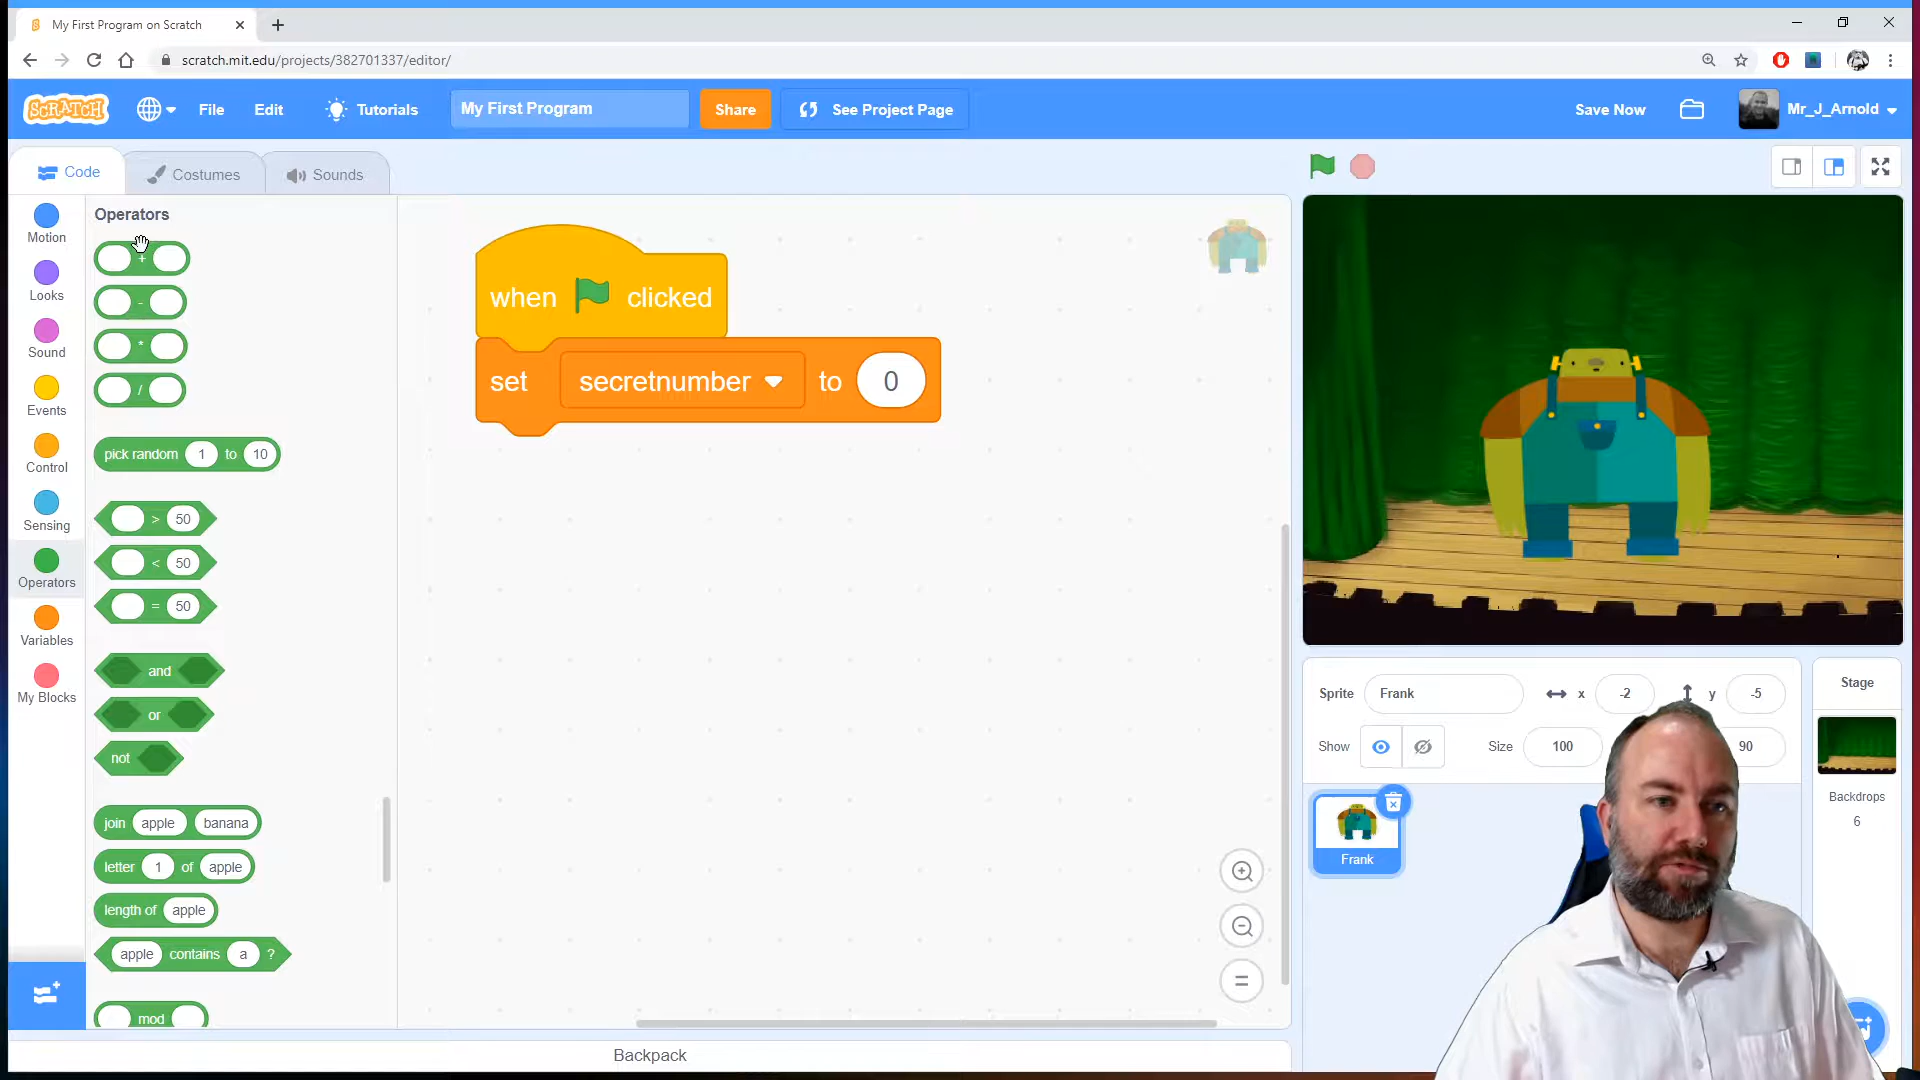 My First Program on Scratch
scratch.mit.edu/projects/382701337/editor/
SCRATCH File Edit Tutorials My First Program Share See Project Page Save Now Mr_J_Arnold
Code Costumes Sounds
Motion
Looks
Sound
Events
Control
Sensing
Operators
Variables
My Blocks
Operators
+
-
*
/
pick random 1 to 10
> 50
< 50
= 50
and
or
not
join apple banana
letter 1 of apple
length of apple
apple contains a ?
mod
when clicked
set secretnumber to 0
Backpack
Sprite Frank x -2 y -5
Show Size 100 90
Frank
Stage
Backdrops
6